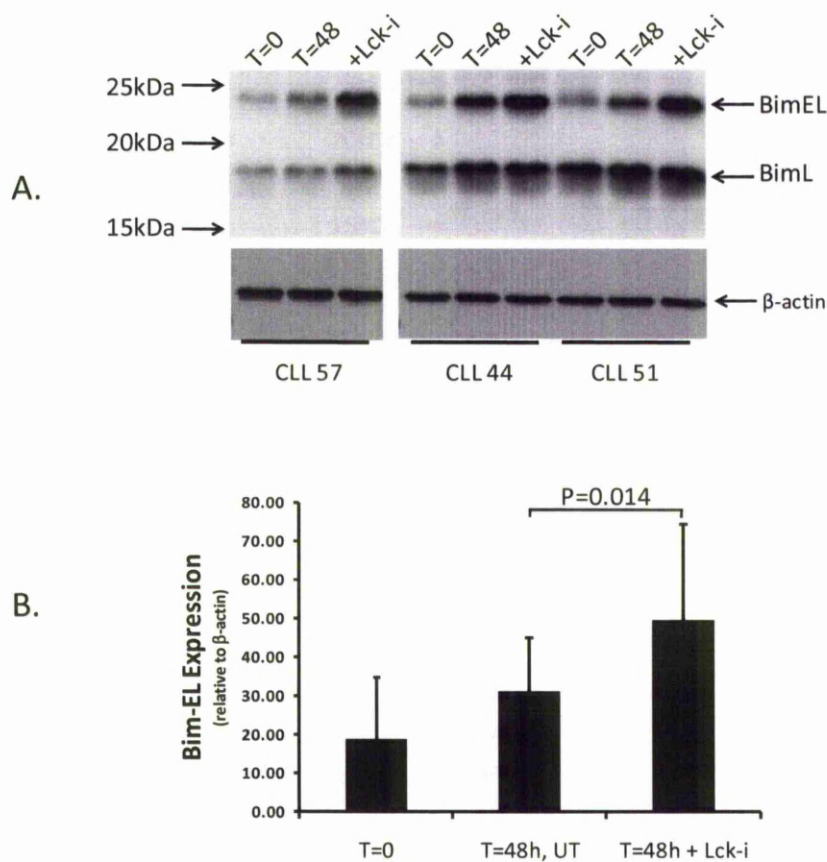 A.
T=0 T=48 +Lck-i T=0 T=48 +Lck-i T=0 T=48 +Lck-i
25kDa
20kDa
15kDa
BimEL
BimL
β-actin
CLL 57 CLL 44 CLL 51
B.
Bim-EL Expression
(relative to β-actin)
80.00
70.00
60.00
50.00
40.00
30.00
20.00
10.00
0.00
P=0.014
T=0 T=48h, UT T=48h + Lck-i